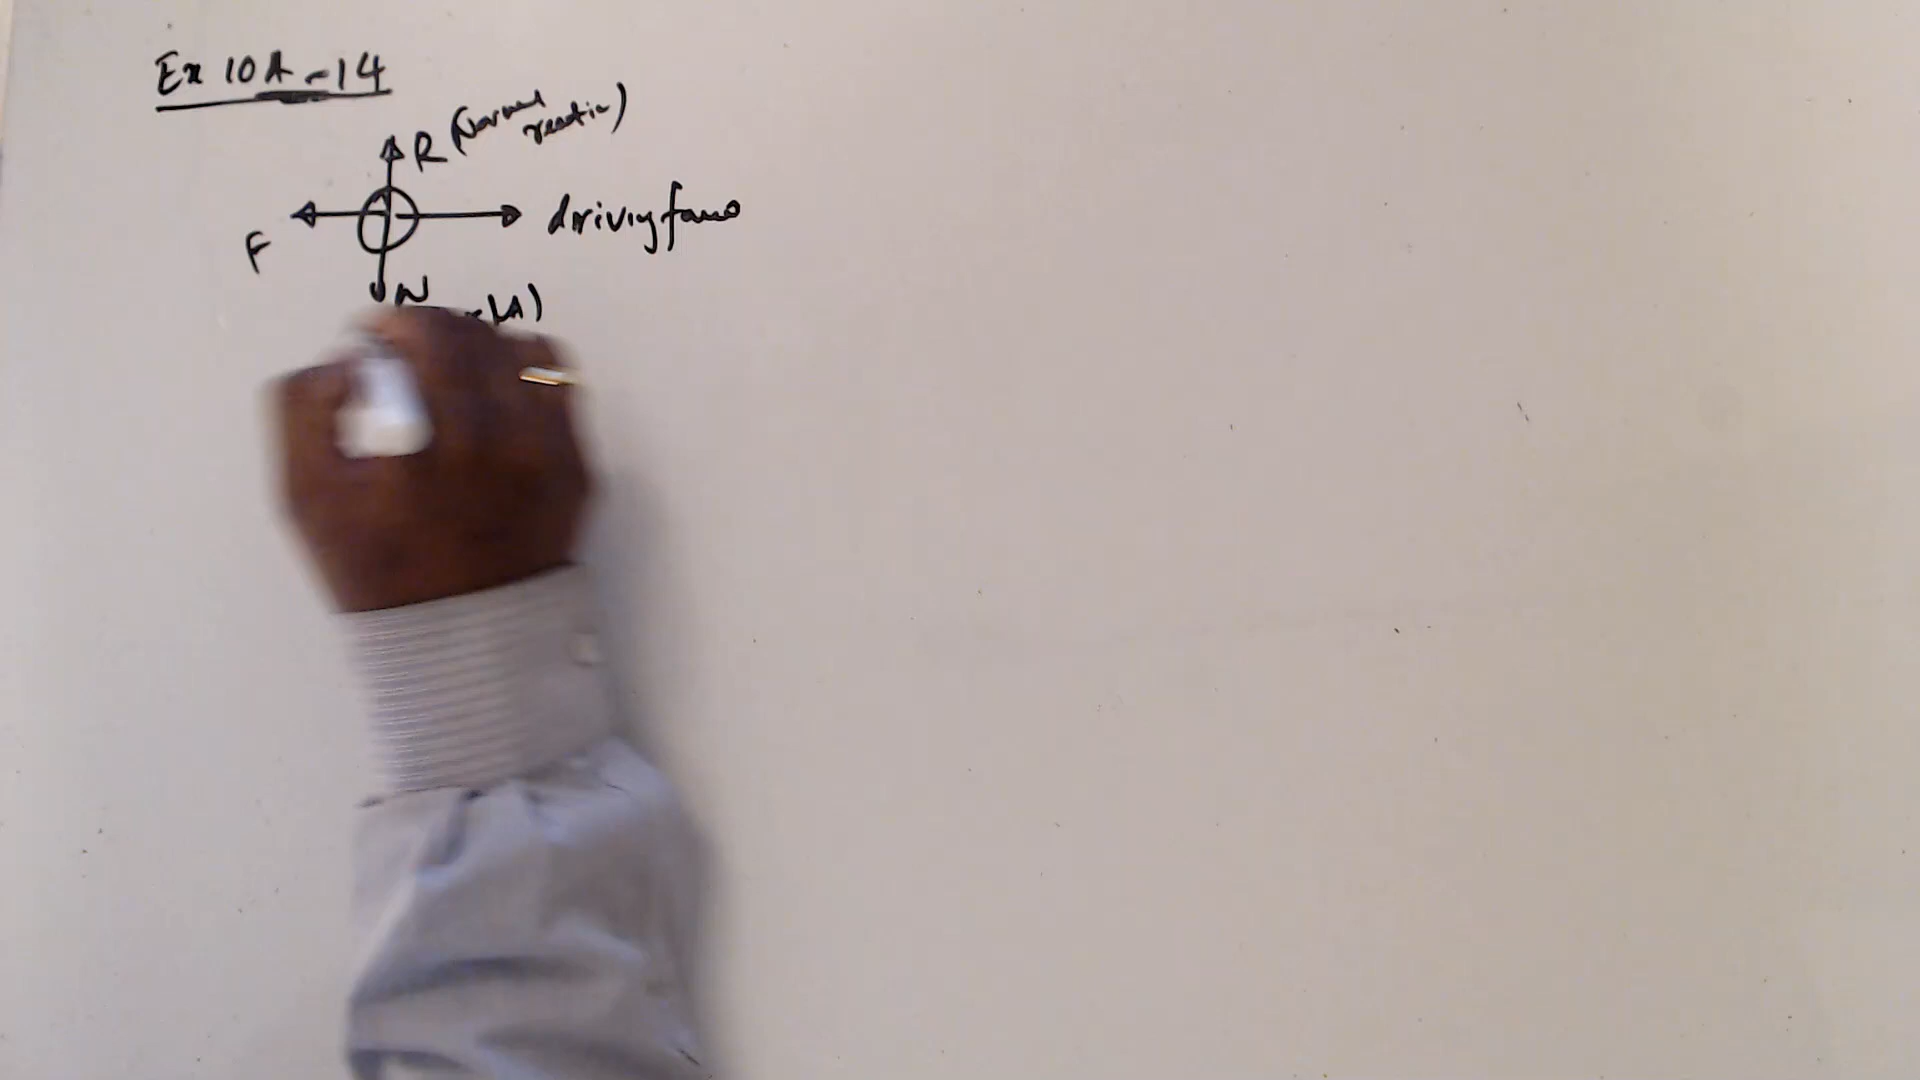 Ex 10A - 14
R (Normal
reaction)
driving force
F
W